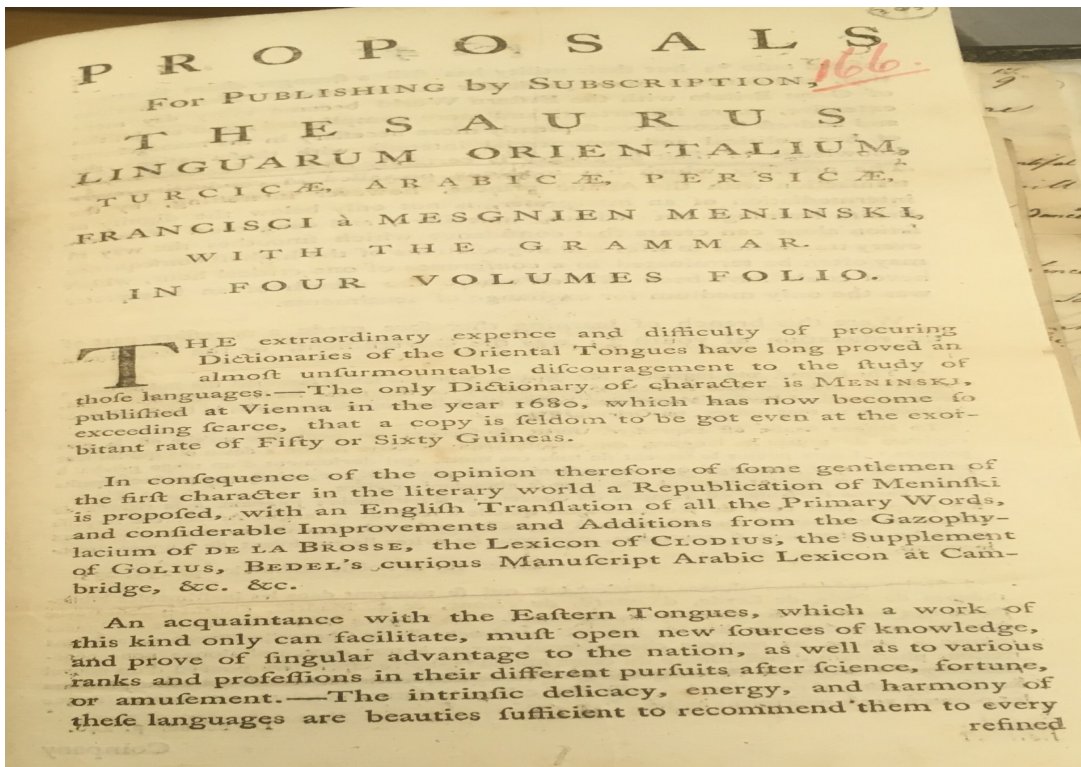 PROPOSALS
166.
For PUBLISHING by SUBSCRIPTION,
THESAURUS
LINGUARUM ORIENTALIUM,
TURCICÆ, ARABICÆ, PERSICÆ,
FRANCISCI à MESGNIEN MENINSKI,
WITH THE GRAMMAR.
IN FOUR VOLUMES FOLIO.
THE extraordinary expence and difficulty of procuring
Dictionaries of the Oriental Tongues have long proved an
almoſt unſurmountable diſcouragement to the ſtudy of
thoſe languages.—The only Dictionary of character is MENINSKI,
publiſhed at Vienna in the year 1680, which has now become ſo
exceeding ſcarce, that a copy is ſeldom to be got even at the exor-
bitant rate of Fifty or Sixty Guineas.
In conſequence of the opinion therefore of ſome gentlemen of
the firſt character in the literary world a Republication of Meninſki
is propoſed, with an Engliſh Tranſlation of all the Primary Words,
and conſiderable Improvements and Additions from the Gazophy-
lacium of DE LA BROSSE, the Lexicon of CLODIUS, the Supplement
of GOLIUS, BEDEL'S curious Manuſcript Arabic Lexicon at Cam-
bridge, &c. &c.
An acquaintance with the Eaſtern Tongues, which a work of
this kind only can facilitate, muſt open new ſources of knowledge,
and prove of ſingular advantage to the nation, as well as to various
ranks and profeſſions in their different purſuits after ſcience, fortune,
or amuſement.—The intrinſic delicacy, energy, and harmony of
theſe languages are beauties ſufficient to recommend them to every
refined